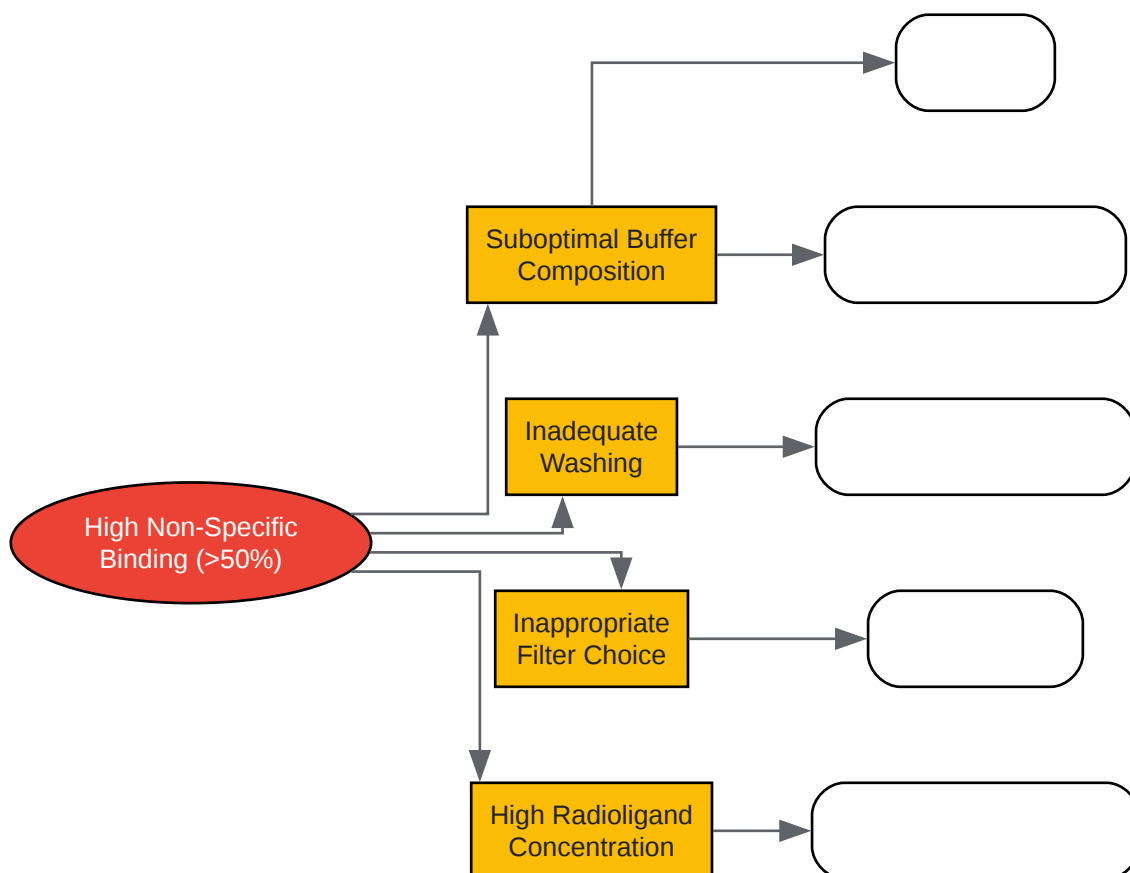 Suboptimal Buffer
Composition
Inadequate
Washing
High Non-Specific
Binding (>50%)
Inappropriate
Filter Choice
High Radioligand
Concentration